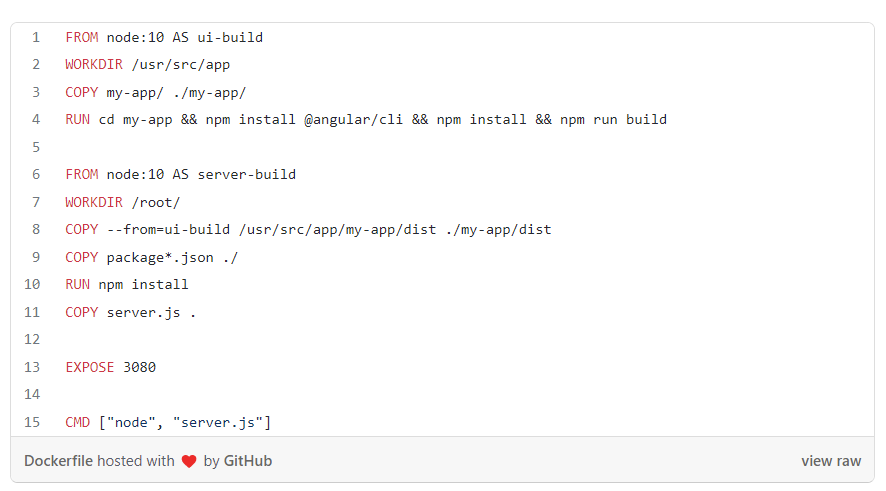 1 FROM node:10 AS ui-build
2 WORKDIR /usr/src/app
3 COPY my-app/ ./my-app/
4 RUN cd my-app && npm install @angular/cli && npm install && npm run build
5
6 FROM node:10 AS server-build
7 WORKDIR /root/
8 COPY --from=ui-build /usr/src/app/my-app/dist ./my-app/dist
9 COPY package*.json ./
10 RUN npm install
11 COPY server.js .
12
13 EXPOSE 3080
14
15 CMD ["node", "server.js"]
Dockerfile hosted with ❤ by GitHub view raw